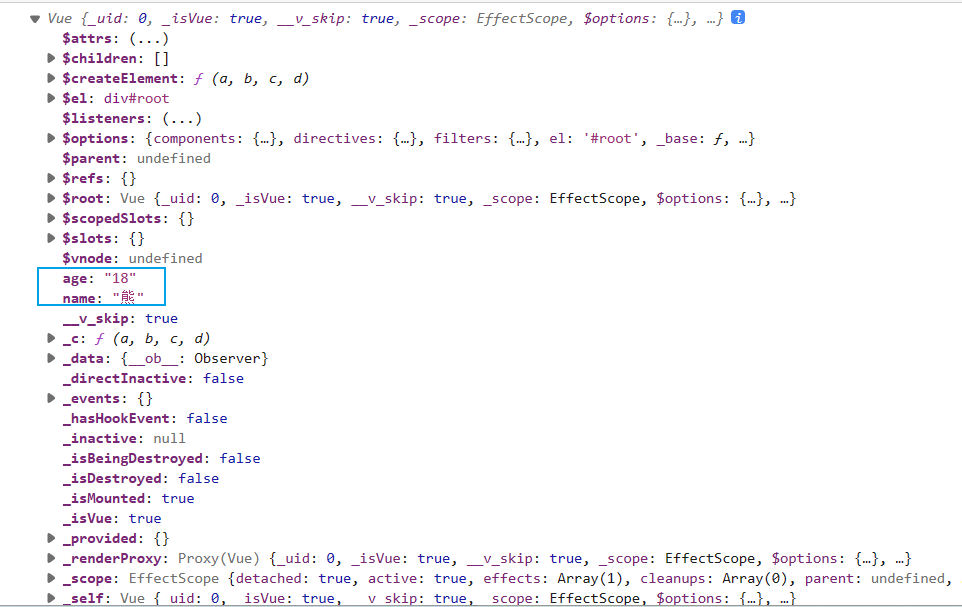 Vue {_uid: 0, _isVue: true, __v_skip: true, _scope: EffectScope, $options: {…}, …} i
$attrs: (...)
$children: []
$createElement: ƒ (a, b, c, d)
$el: div#root
$listeners: (...)
$options: {components: {…}, directives: {…}, filters: {…}, el: '#root', _base: ƒ, …}
$parent: undefined
$refs: {}
$root: Vue {_uid: 0, _isVue: true, __v_skip: true, _scope: EffectScope, $options: {…}, …}
$scopedSlots: {}
$slots: {}
$vnode: undefined
age: "18"
name: "熊"
__v_skip: true
_c: ƒ (a, b, c, d)
_data: {__ob__: Observer}
_directInactive: false
_events: {}
_hasHookEvent: false
_inactive: null
_isBeingDestroyed: false
_isDestroyed: false
_isMounted: true
_isVue: true
_provided: {}
_renderProxy: Proxy(Vue) {_uid: 0, _isVue: true, __v_skip: true, _scope: EffectScope, $options: {…}, …}
_scope: EffectScope {detached: true, active: true, effects: Array(1), cleanups: Array(0), parent: undefined,
_self: Vue {_uid: 0, _isVue: true, __v_skip: true, _scope: EffectScope, $options: {…}, …}